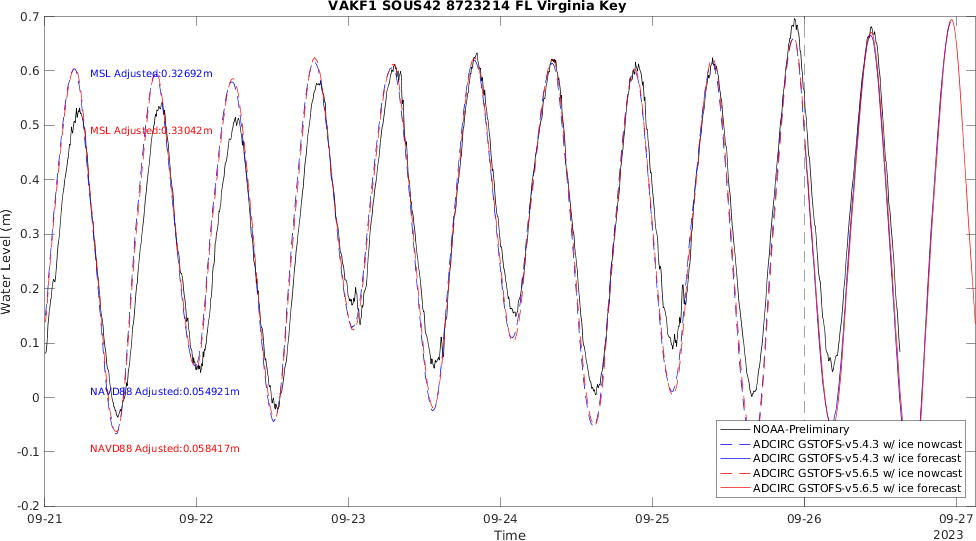 VAKF1 SOUS42 8723214 FL Virginia Key
0.7
0.6
0.5
0.4
0.3
0.2
0.1
0
-0.1
-0.2
Water Level (m)
MSL Adjusted:0.32692m
MSL Adjusted:0.33042m
NAVD88 Adjusted:0.054921m
NAVD88 Adjusted:0.058417m
NOAA-Preliminary
ADCIRC GSTOFS-v5.4.3 w/ ice nowcast
ADCIRC GSTOFS-v5.4.3 w/ ice forecast
ADCIRC GSTOFS-v5.6.5 w/ ice nowcast
ADCIRC GSTOFS-v5.6.5 w/ ice forecast
09-21 09-22 09-23 09-24 09-25 09-26 09-27
Time
2023